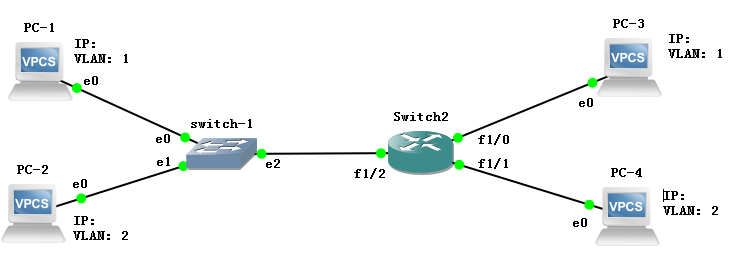 PC-1
IP:
VLAN: 1
VPCS
e0
PC-2
e0
VPCS
IP:
VLAN: 2
switch-1
e0
e1
e2
Switch2
f1/2
f1/0
f1/1
PC-3
IP:
VLAN: 1
VPCS
e0
PC-4
IP:
VLAN: 2
VPCS
e0